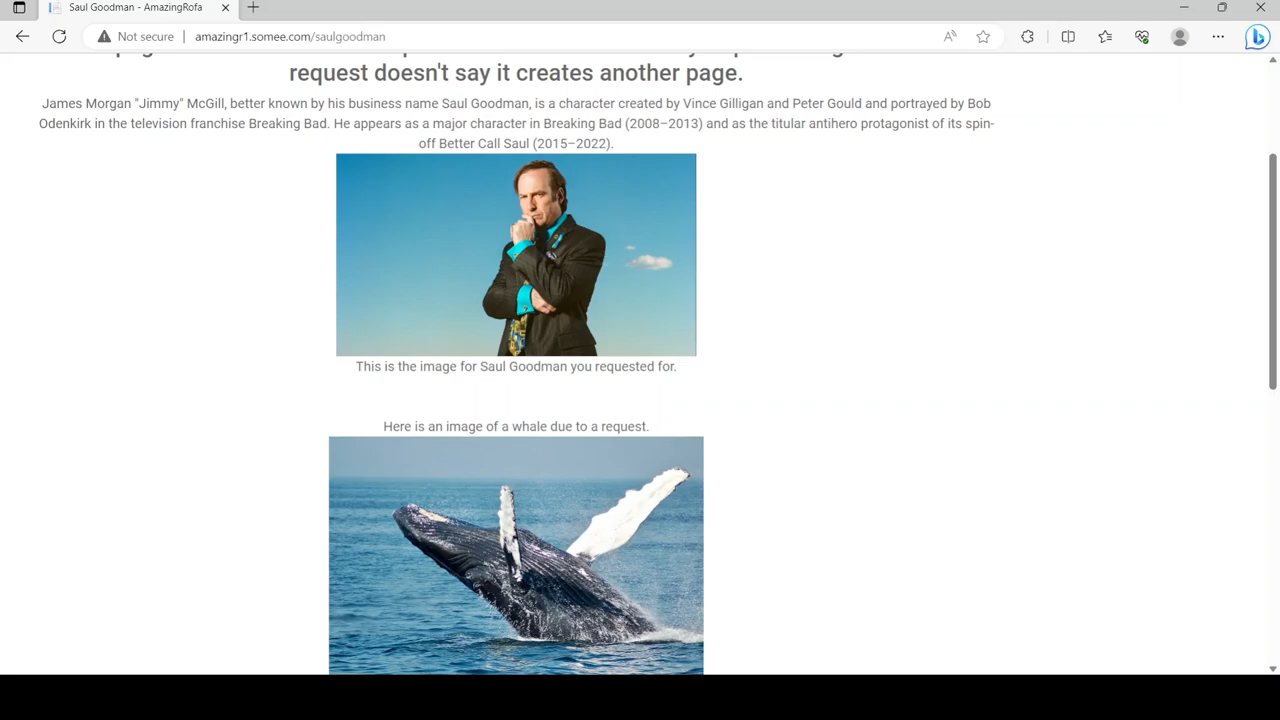 Saul Goodman - AmazingRofa
Not secure amazingr1.somee.com/saulgoodman
request doesn't say it creates another page.
James Morgan "Jimmy" McGill, better known by his business name Saul Goodman, is a character created by Vince Gilligan and Peter Gould and portrayed by Bob
Odenkirk in the television franchise Breaking Bad. He appears as a major character in Breaking Bad (2008–2013) and as the titular antihero protagonist of its spin-
off Better Call Saul (2015–2022).
This is the image for Saul Goodman you requested for.
Here is an image of a whale due to a request.